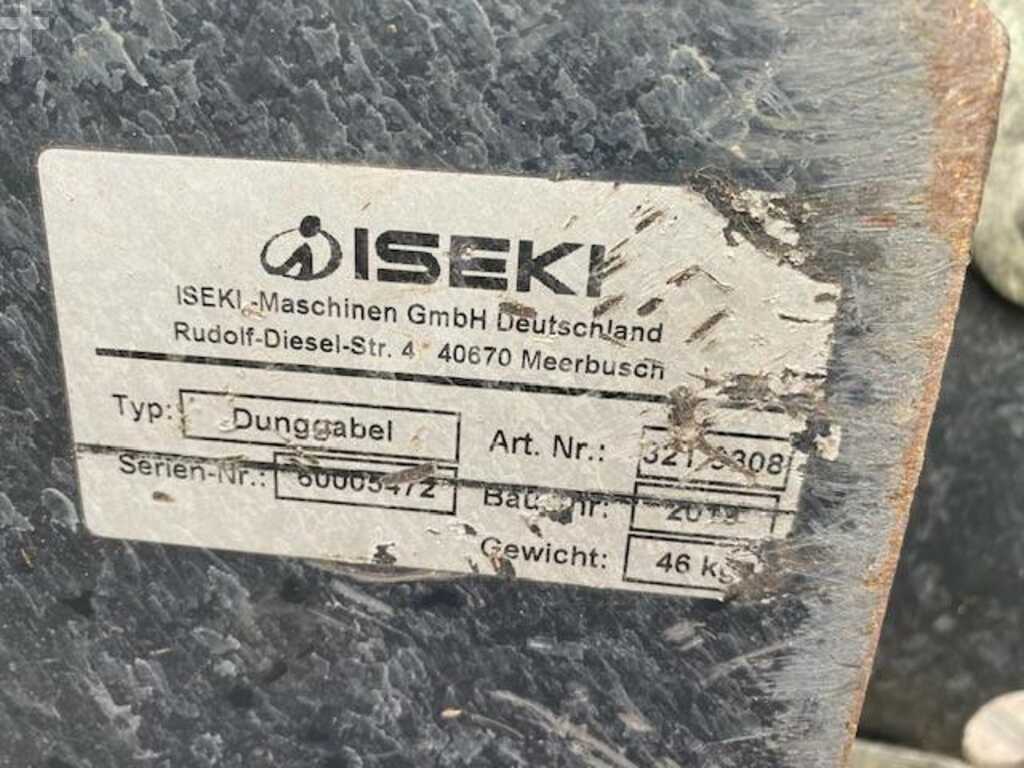 ISEKI
ISEKI -Maschinen GmbH Deutschland
Rudolf-Diesel-Str. 4 40670 Meerbusch
Typ: Dunggabel Art. Nr.:
Serien-Nr.: 60005472
Gewicht: 46 kg